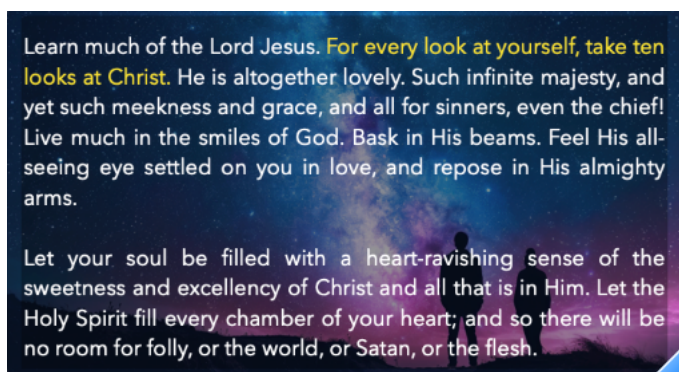 Learn much of the Lord Jesus. For every look at yourself, take ten
looks at Christ. He is altogether lovely. Such infinite majesty, and
yet such meekness and grace, and all for sinners, even the chief!
Live much in the smiles of God. Bask in His beams. Feel His all-
seeing eye settled on you in love, and repose in His almighty
arms.
Let your soul be filled with a heart-ravishing sense of the
sweetness and excellency of Christ and all that is in Him. Let the
Holy Spirit fill every chamber of your heart; and so there will be
no room for folly, or the world, or Satan, or the flesh.